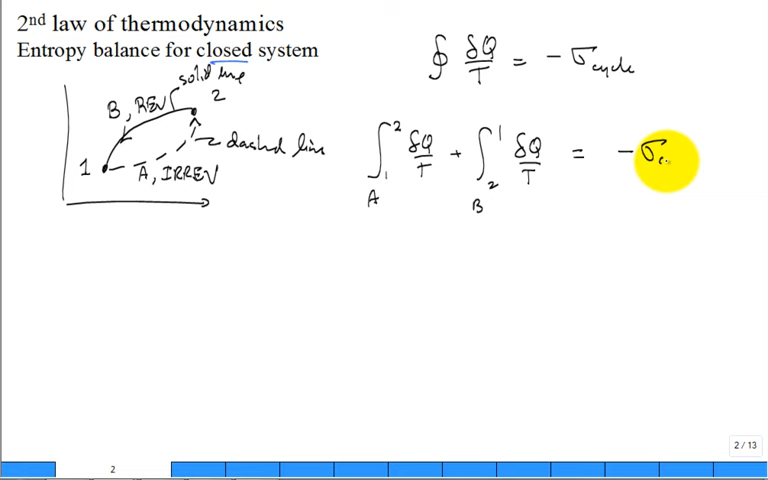 2nd law of thermodynamics
Entropy balance for closed system
∮ δQ/T = - σcycle
solid line
B, REV
2
dashed line
1
A, IRREV
∫₁² δQ/T + ∫₂¹ δQ/T = - σc
A
B
2 / 13
2